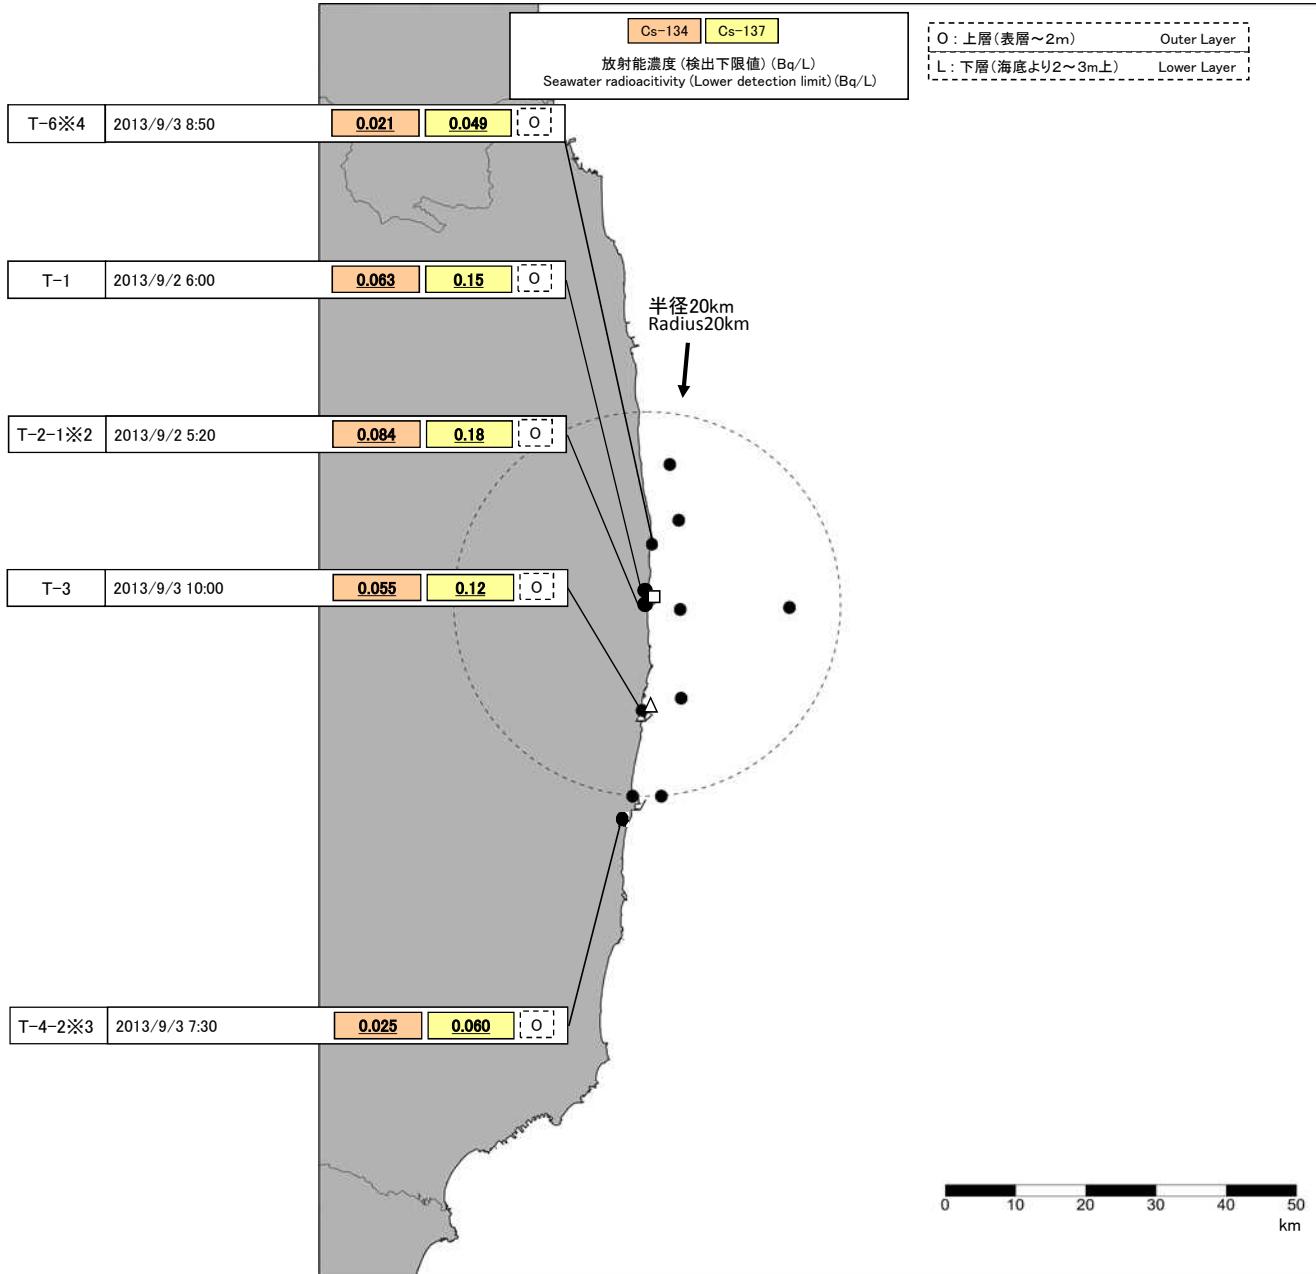 Cs-134 Cs-137
放射能濃度(検出下限値)(Bq/L)
Seawater radioacitivity(Lower detection limit)(Bq/L)
O：上層(表層～2m) Outer Layer
L：下層(海底より2～3m上) Lower Layer
T-6※4 2013/9/3 8:50 0.021 0.049 O
T-1 2013/9/2 6:00 0.063 0.15 O
半径20km
Radius20km
T-2-1※2 2013/9/2 5:20 0.084 0.18 O
T-3 2013/9/3 10:00 0.055 0.12 O
T-4-2※3 2013/9/3 7:30 0.025 0.060 O
0 10 20 30 40 50
km